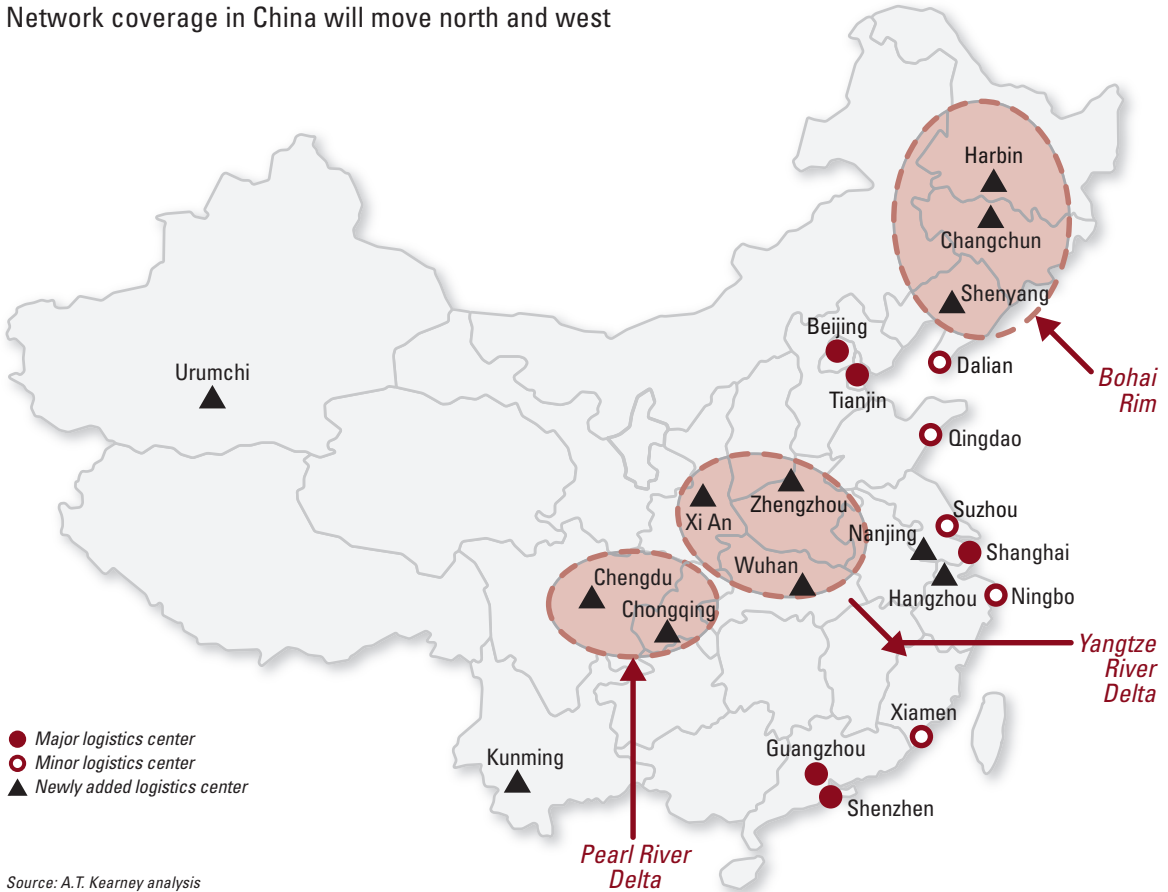 Network coverage in China will move north and west
Harbin
Changchun
Shenyang
Beijing
Tianjin
Dalian
Bohai
Rim
Urumchi
Qingdao
Xi An
Zhengzhou
Wuhan
Suzhou
Nanjing
Shanghai
Hangzhou
Ningbo
Chengdu
Chongqing
Yangtze
River
Delta
Xiamen
Guangzhou
Shenzhen
Kunming
Pearl River
Delta
Major logistics center
Minor logistics center
Newly added logistics center
Source: A.T. Kearney analysis